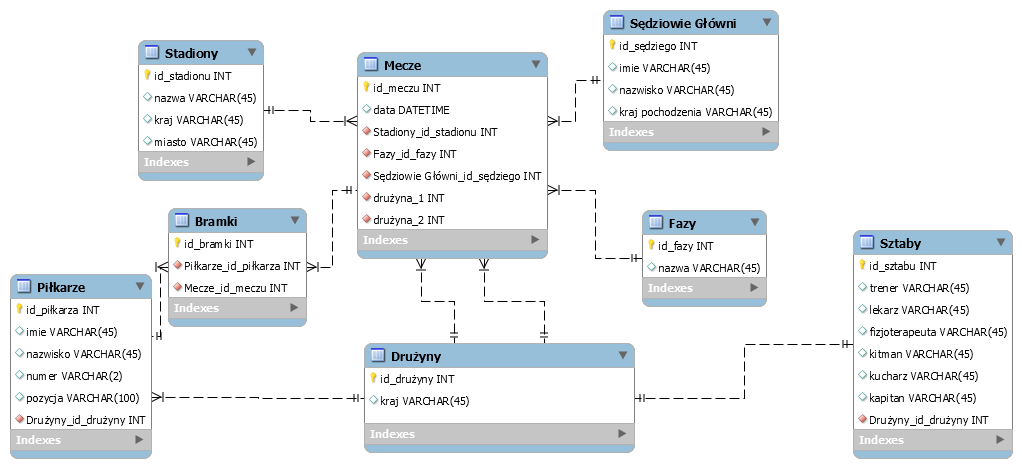 Stadiony
id_stadionu INT
nazwa VARCHAR(45)
kraj VARCHAR(45)
miasto VARCHAR(45)
Indexes
Mecze
id_meczu INT
data DATETIME
Stadiony_id_stadionu INT
Fazy_id_fazy INT
Sędziowie Główni_id_sędziego INT
drużyna_1 INT
drużyna_2 INT
Indexes
Sędziowie Główni
id_sędziego INT
imie VARCHAR(45)
nazwisko VARCHAR(45)
kraj pochodzenia VARCHAR(45)
Indexes
Bramki
id_bramki INT
Piłkarze_id_piłkarza INT
Mecze_id_meczu INT
Indexes
Fazy
id_fazy INT
nazwa VARCHAR(45)
Indexes
Piłkarze
id_piłkarza INT
imie VARCHAR(45)
nazwisko VARCHAR(45)
numer VARCHAR(2)
pozycja VARCHAR(100)
Drużyny_id_drużyny INT
Indexes
Drużyny
id_drużyny INT
kraj VARCHAR(45)
Indexes
Sztaby
id_sztabu INT
trener VARCHAR(45)
lekarz VARCHAR(45)
fizjoterapeuta VARCHAR(45)
kitman VARCHAR(45)
kucharz VARCHAR(45)
kapitan VARCHAR(45)
Drużyny_id_drużyny INT
Indexes